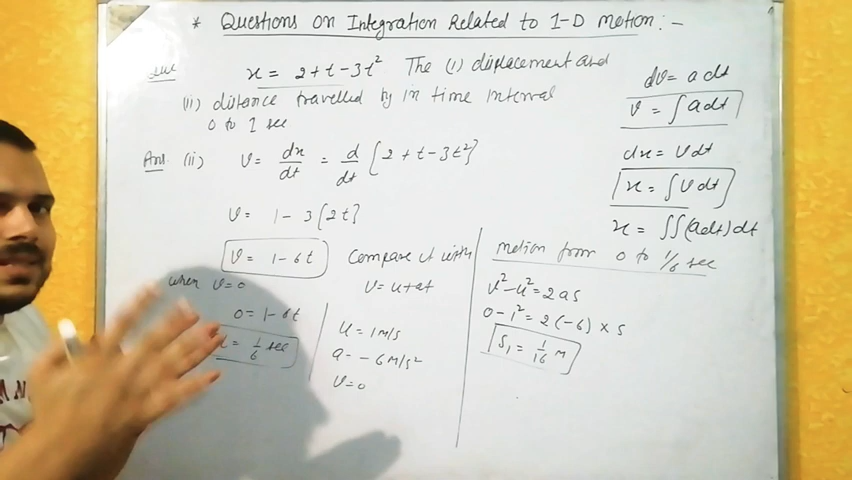 * Questions on Integration Related to 1-D Motion:-
Que x = 2 + t - 3t² The (i) displacement and
(ii) distance travelled by in time interval
0 to 1 sec
Ans. (ii) v = dx/dt = d/dt [2 + t - 3t²]
v = 1 - 3[2t]
v = 1 - 6t
when v = 0
0 = 1 - 6t
t = 1/6 sec
Compare it with
v = u + at
u = 1 m/s
a = -6 m/s²
v = 0
motion from 0 to 1/6 sec
v² - u² = 2as
0 - 1² = 2(-6) × s
S₁ = 1/16 m
dv = a dt
v = ∫a dt
dx = v dt
x = ∫v dt
x = ∫∫(a dt) dt